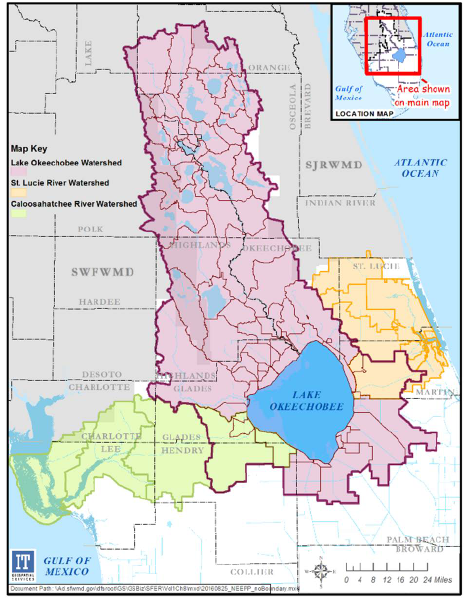 LAKE
ORANGE
OSCEOLA
BREVARD
Atlantic
Ocean
Gulf of
Mexico
Area shown
on main map
LOCATION MAP
Map Key
Lake Okeechobee Watershed
St. Lucie River Watershed
Caloosahatchee River Watershed
SJRWMD
ATLANTIC
OCEAN
INDIAN RIVER
POLK
HIGHLANDS
OKEECHOBEE
SWFWMD
ST. LUCIE
HARDEE
DESOTO
CHARLOTTE
HIGHLANDS
GLADES
LAKE
OKEECHOBEE
MARTIN
CHARLOTTE
LEE
GLADES
HENDRY
PALM BEACH
BROWARD
GULF OF
MEXICO
COLLIER
IT
GEOSPATIAL
SERVICES
0 4 8 16 24 Miles